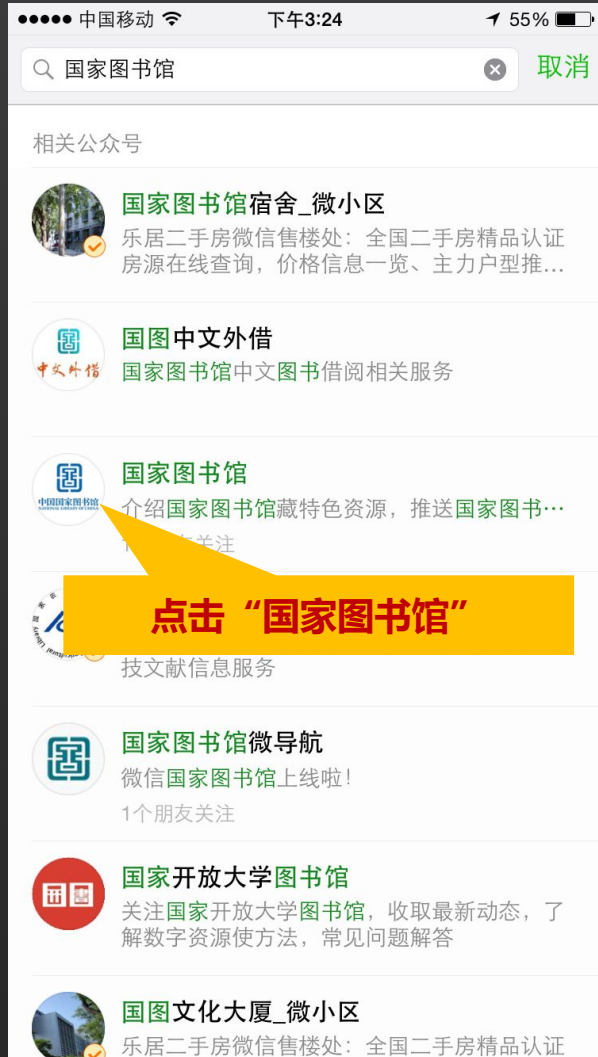 中国移动 下午3:24 55%
国家图书馆 取消
相关公众号
国家图书馆宿舍_微小区
乐居二手房微信售楼处：全国二手房精品认证
房源在线查询，价格信息一览、主力户型推…
国图中文外借
中文外借
国家图书馆中文图书借阅相关服务
国家图书馆
中国国家图书馆
NATIONAL LIBRARY OF CHINA
介绍国家图书馆藏特色资源，推送国家图书…
关注
点击“国家图书馆”
技文献信息服务
国家图书馆微导航
微信国家图书馆上线啦！
1个朋友关注
国家开放大学图书馆
关注国家开放大学图书馆，收取最新动态，了
解数字资源使方法，常见问题解答
国图文化大厦_微小区
乐居二手房微信售楼处：全国二手房精品认证